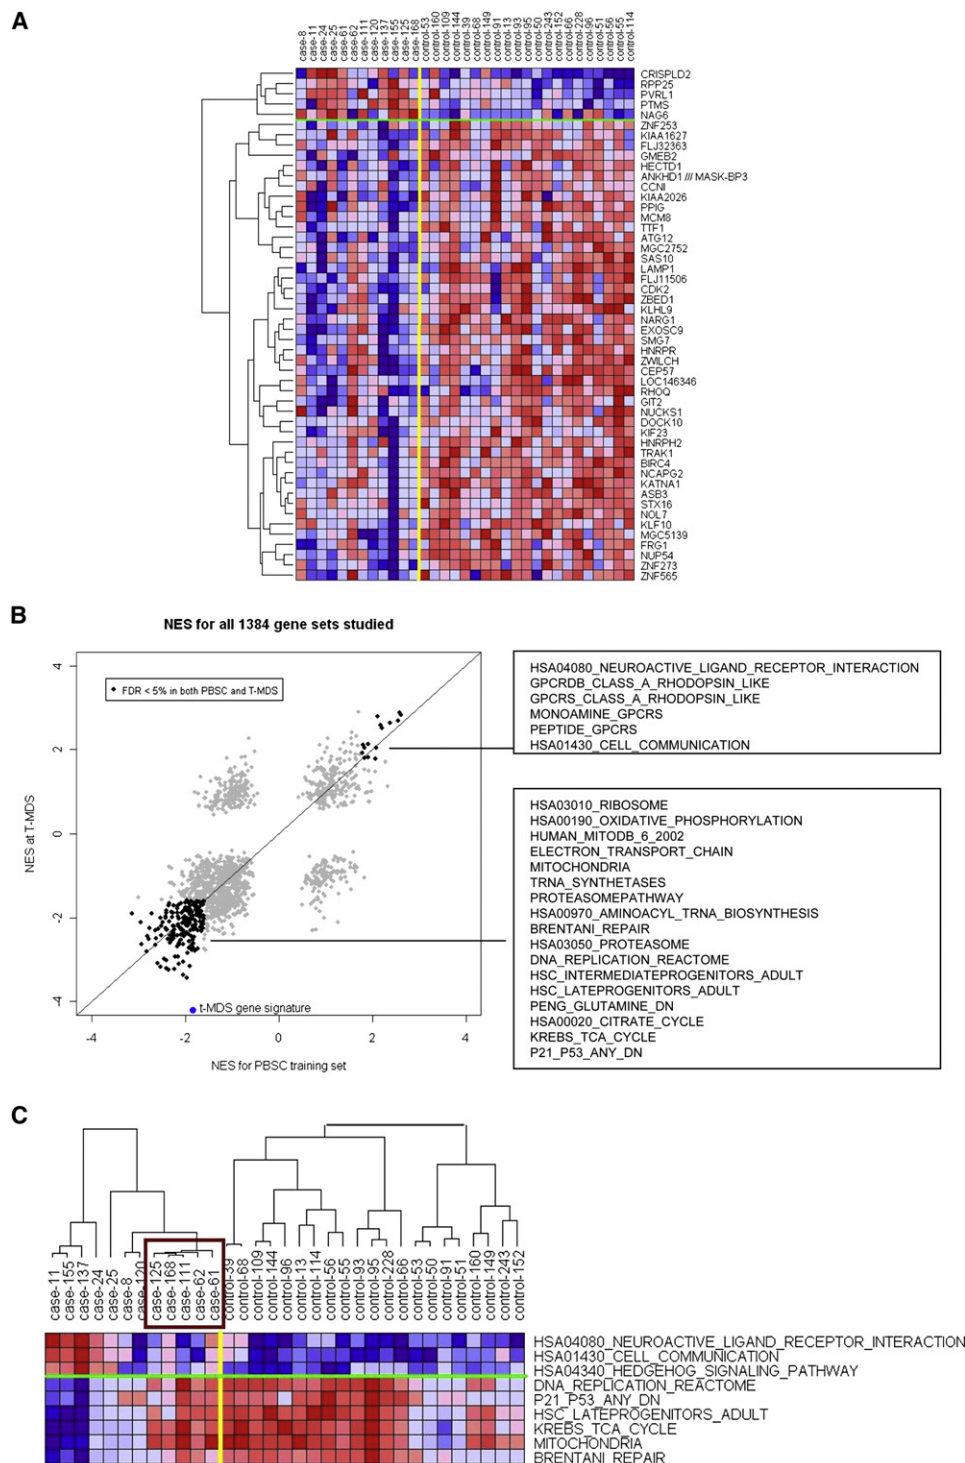 A
case-8
case-11
case-24
case-25
case-61
case-62
case-111
case-120
case-137
case-155
case-125
case-168
control-53
control-160
control-109
control-144
control-39
control-68
control-149
control-91
control-13
control-93
control-95
control-50
control-243
control-152
control-66
control-228
control-96
control-51
control-56
control-55
control-114
CRISPLD2
RPP25
PVRL1
PTMS
NAG6
ZNF253
KIAA1627
FLJ32363
GMEB2
HECTD1
ANKHD1 /// MASK-BP3
CCNI
KIAA2026
PPIG
MCM8
TTF1
ATG12
MGC2752
SAS10
LAMP1
FLJ11506
CDK2
ZBED1
KLHL9
NARG1
EXOSC9
SMG7
HNRPR
ZWILCH
CEP57
LOC146346
RHOQ
GIT2
NUCKS1
DOCK10
KIF23
HNRPH2
TRAK1
BIRC4
NCAPG2
KATNA1
ASB3
STX16
NOL7
KLF10
MGC5139
FRG1
NUP54
ZNF273
ZNF565
B
NES for all 1384 gene sets studied
FDR < 5% in both PBSC and T-MDS
NES at T-MDS
4
2
0
-2
-4
t-MDS gene signature
-4
-2
0
2
4
NES for PBSC training set
HSA04080_NEUROACTIVE_LIGAND_RECEPTOR_INTERACTION
GPCRDB_CLASS_A_RHODOPSIN_LIKE
GPCRS_CLASS_A_RHODOPSIN_LIKE
MONOAMINE_GPCRS
PEPTIDE_GPCRS
HSA01430_CELL_COMMUNICATION
HSA03010_RIBOSOME
HSA00190_OXIDATIVE_PHOSPHORYLATION
HUMAN_MITODB_6_2002
ELECTRON_TRANSPORT_CHAIN
MITOCHONDRIA
TRNA_SYNTHETASES
PROTEASOMEPATHWAY
HSA00970_AMINOACYL_TRNA_BIOSYNTHESIS
BRENTANI_REPAIR
HSA03050_PROTEASOME
DNA_REPLICATION_REACTOME
HSC_INTERMEDIATEPROGENITORS_ADULT
HSC_LATEPROGENITORS_ADULT
PENG_GLUTAMINE_DN
HSA00020_CITRATE_CYCLE
KREBS_TCA_CYCLE
P21_P53_ANY_DN
C
case-11
case-155
case-137
case-24
case-25
case-8
case-120
case-125
case-168
case-111
case-62
case-61
control-39
control-68
control-109
control-144
control-96
control-13
control-114
control-56
control-55
control-93
control-95
control-228
control-66
control-53
control-50
control-91
control-51
control-160
control-149
control-243
control-152
HSA04080_NEUROACTIVE_LIGAND_RECEPTOR_INTERACTION
HSA01430_CELL_COMMUNICATION
HSA04340_HEDGEHOG_SIGNALING_PATHWAY
DNA_REPLICATION_REACTOME
P21_P53_ANY_DN
HSC_LATEPROGENITORS_ADULT
KREBS_TCA_CYCLE
MITOCHONDRIA
BRENTANI_REPAIR